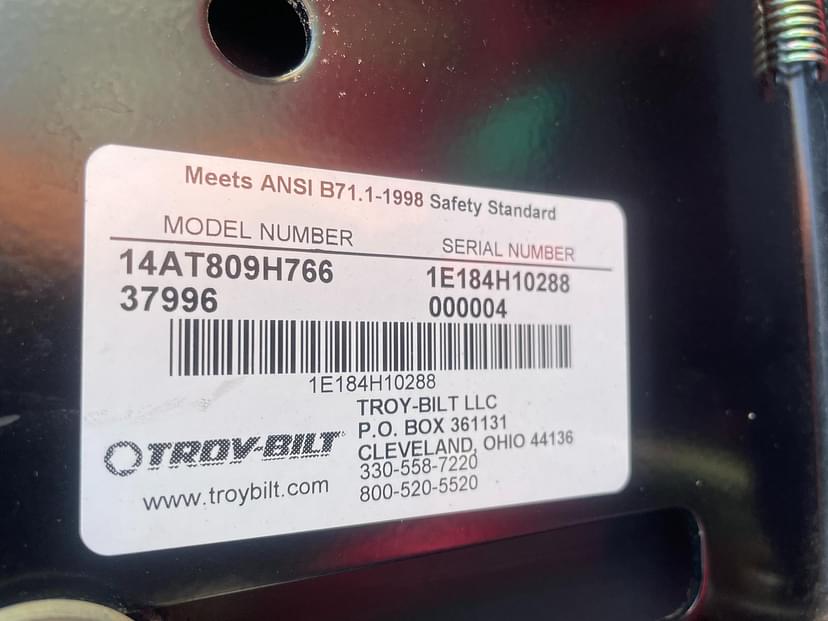 Meets ANSI B71.1-1998 Safety Standard
MODEL NUMBER SERIAL NUMBER
14AT809H766 1E184H10288
37996 000004
1E184H10288
TROY-BILT LLC
P.O. BOX 361131
CLEVELAND, OHIO 44136
330-558-7220
800-520-5520
TROY-BILT
www.troybilt.com